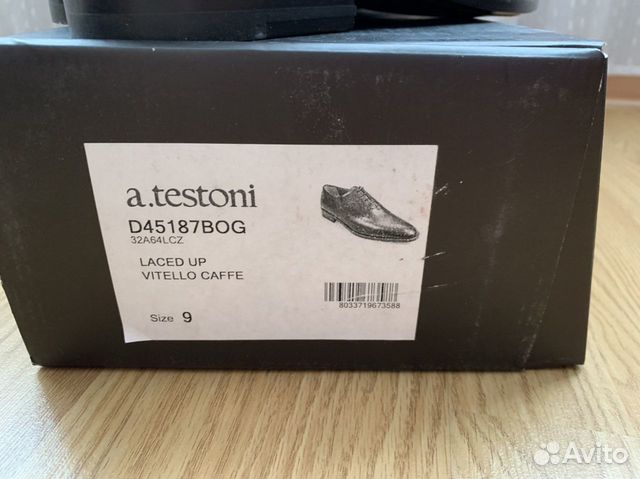 a.testoni
D45187BOG
32A64LCZ
LACED UP
VITELLO CAFFE
8033719673588
Size 9
Avito